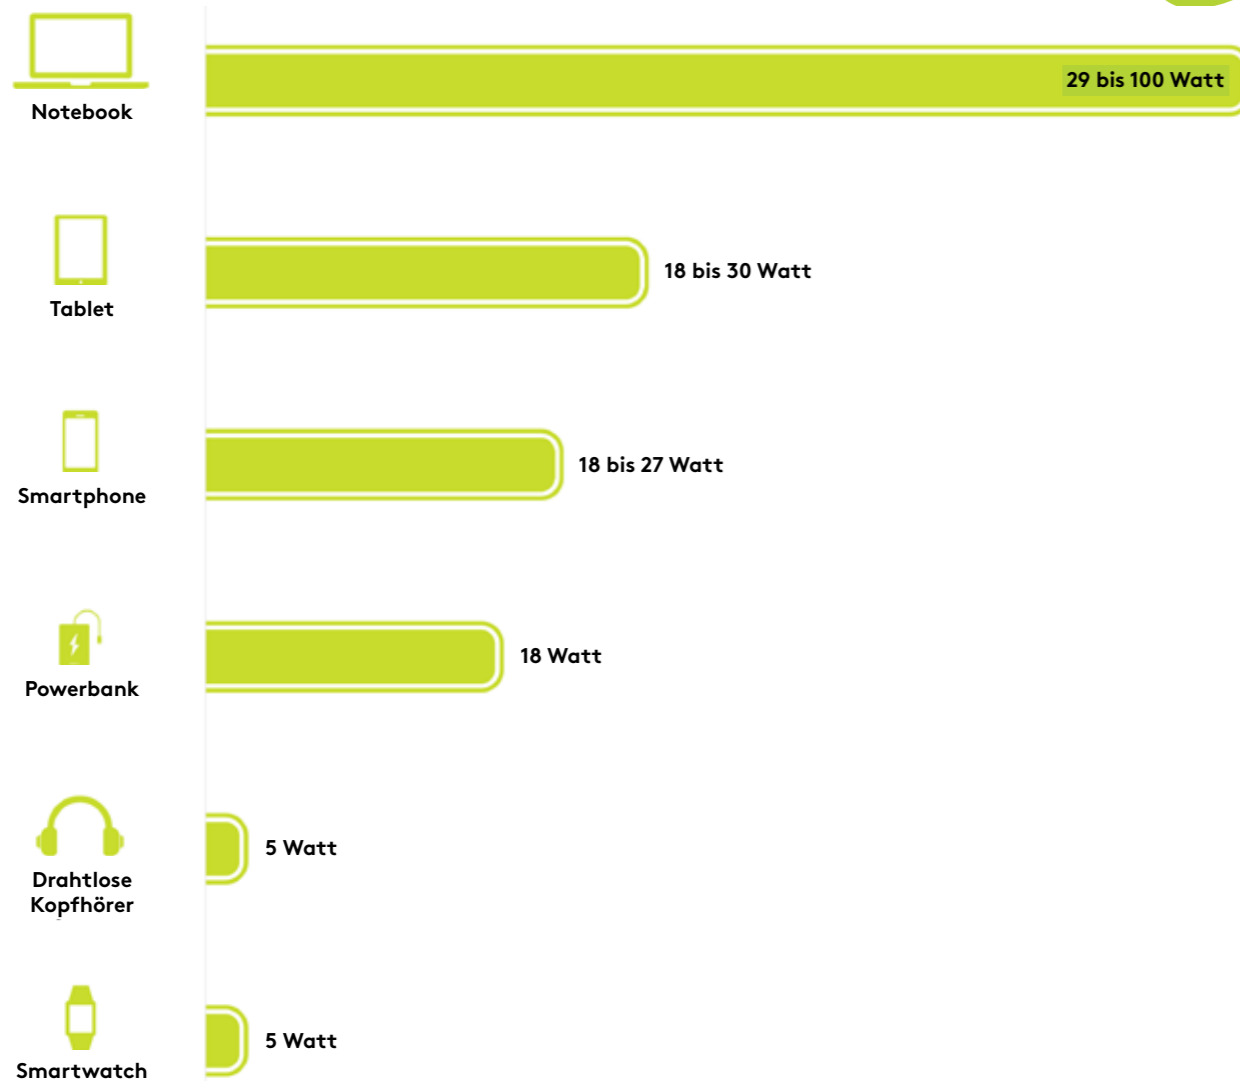 29 bis 100 Watt
Notebook
18 bis 30 Watt
Tablet
18 bis 27 Watt
Smartphone
18 Watt
Powerbank
5 Watt
Drahtlose
Kopfhörer
5 Watt
Smartwatch